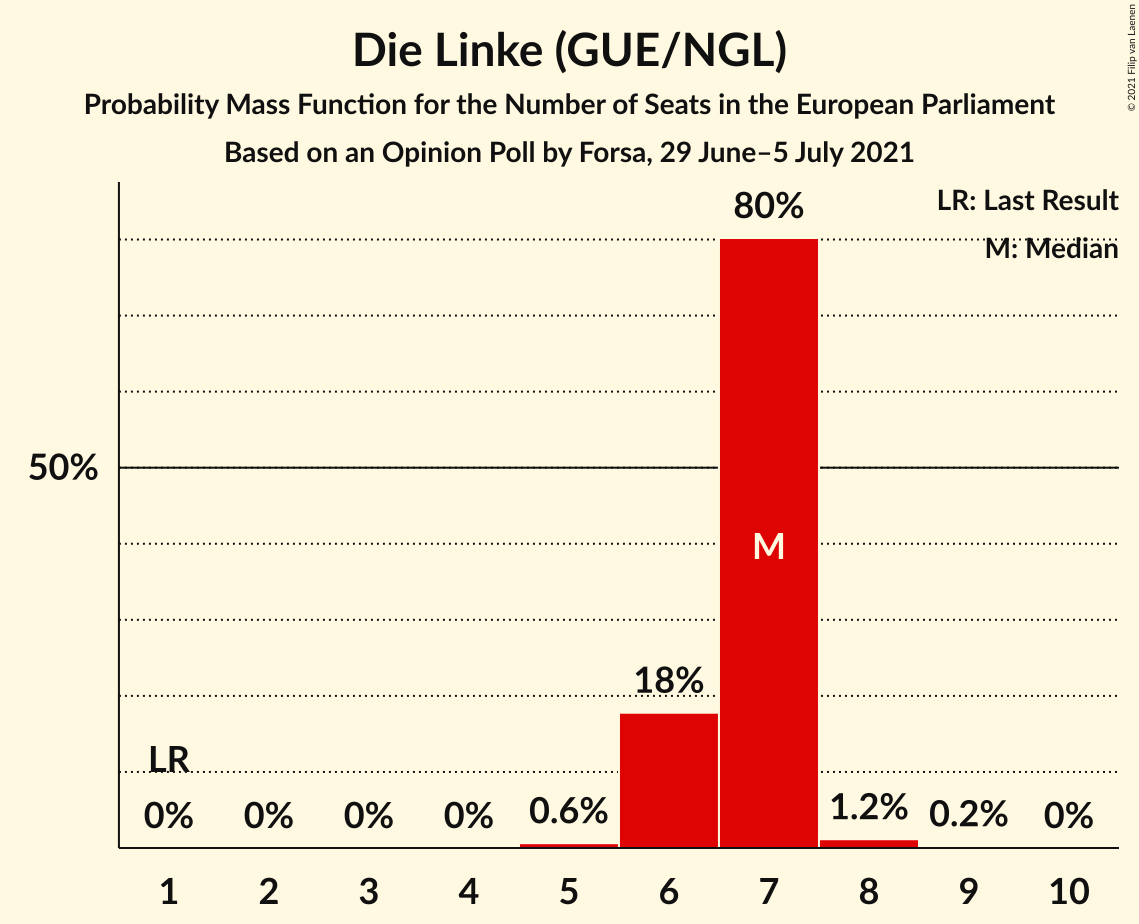 Die Linke (GUE/NGL)
Probability Mass Function for the Number of Seats in the European Parliament
Based on an Opinion Poll by Forsa, 29 June–5 July 2021
© 2021 Filip van Laenen
LR: Last Result
M: Median
80%
50%
M
18%
LR
0%
0%
0%
0%
0.6%
1.2%
0.2%
0%
1
2
3
4
5
6
7
8
9
10